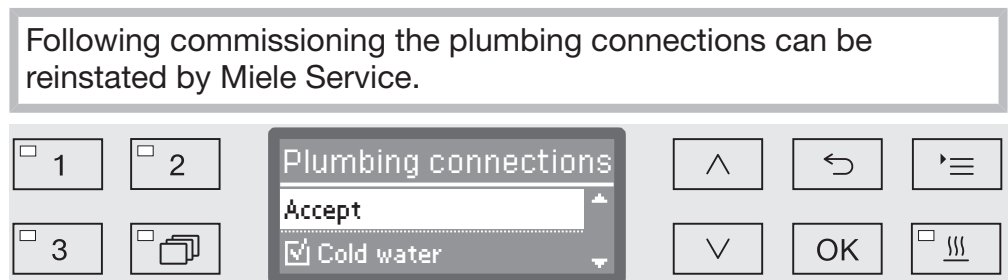 Following commissioning the plumbing connections can be
reinstated by Miele Service.
1 2 Plumbing connections
Accept
3 Cold water OK